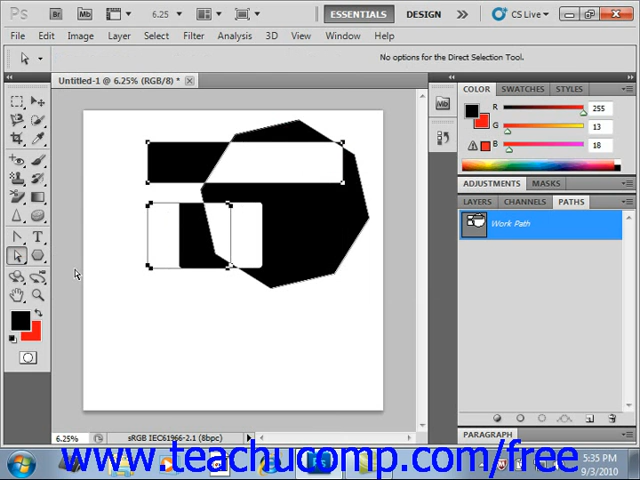 Ps Br Mb 6.25 ESSENTIALS DESIGN CS Live
File Edit Image Layer Select Filter Analysis 3D View Window Help
No options for the Direct Selection Tool.
Untitled-1 @ 6.25% (RGB/8) *
COLOR SWATCHES STYLES
R 255
G 13
B 18
ADJUSTMENTS MASKS
LAYERS CHANNELS PATHS
Work Path
Mb
T
6.25% sRGB IEC61966-2.1 (8bpc)
PARAGRAPH
www.teachucomp.com/free
5:35 PM
9/3/2010